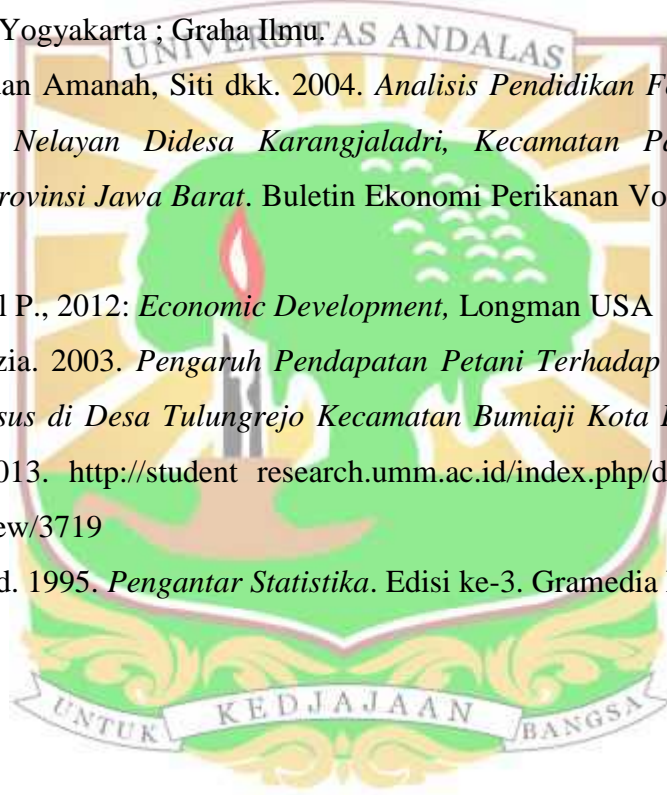 Yogyakarta ; Graha Ilmu.
UNIVERSITAS ANDALAS
dan Amanah, Siti dkk. 2004. Analisis Pendidikan F
Nelayan Didesa Karangjaladri, Kecamatan Pa
rovinsi Jawa Barat. Buletin Ekonomi Perikanan Vo
l P., 2012: Economic Development, Longman USA
zia. 2003. Pengaruh Pendapatan Petani Terhadap
sus di Desa Tulungrejo Kecamatan Bumiaji Kota
013. http://student research.umm.ac.id/index.php/d
ew/3719
d. 1995. Pengantar Statistika. Edisi ke-3. Gramedia
UNTUK KEDJAJAAN BANGSA